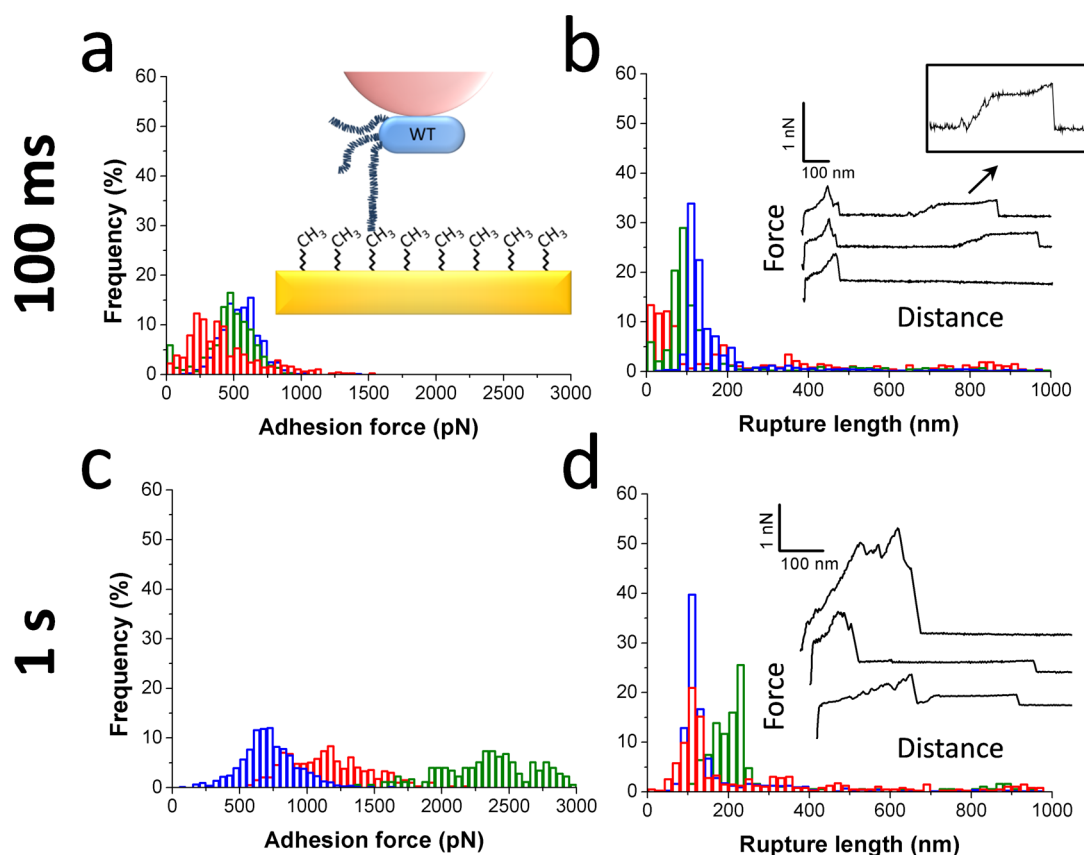 100 ms
a
60
50
40
30
20
10
0
Frequency (%)
WT
CH3 CH3 CH3 CH3 CH3 CH3 CH3 CH3
0 500 1000 1500 2000 2500 3000
Adhesion force (pN)
b
60
50
40
30
20
10
0
1 nN
100 nm
Force
Distance
0 200 400 600 800 1000
Rupture length (nm)
1 s
c
60
50
40
30
20
10
0
Frequency (%)
0 500 1000 1500 2000 2500 3000
Adhesion force (pN)
d
60
50
40
30
20
10
0
1 nN
100 nm
Force
Distance
0 200 400 600 800 1000
Rupture length (nm)